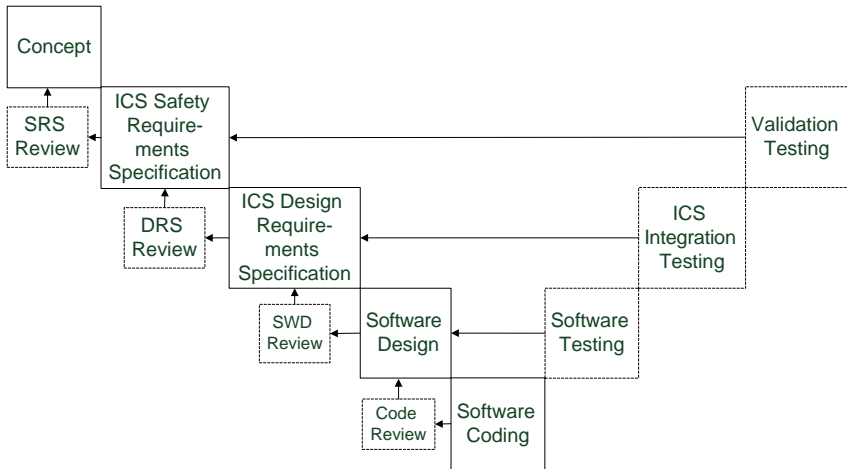 Concept
ICS Safety
Require-
ments
Specification
SRS
Review
Validation
Testing
ICS Design
Require-
ments
Specification
DRS
Review
ICS
Integration
Testing
Software
Design
SWD
Review
Software
Testing
Code
Review
Software
Coding